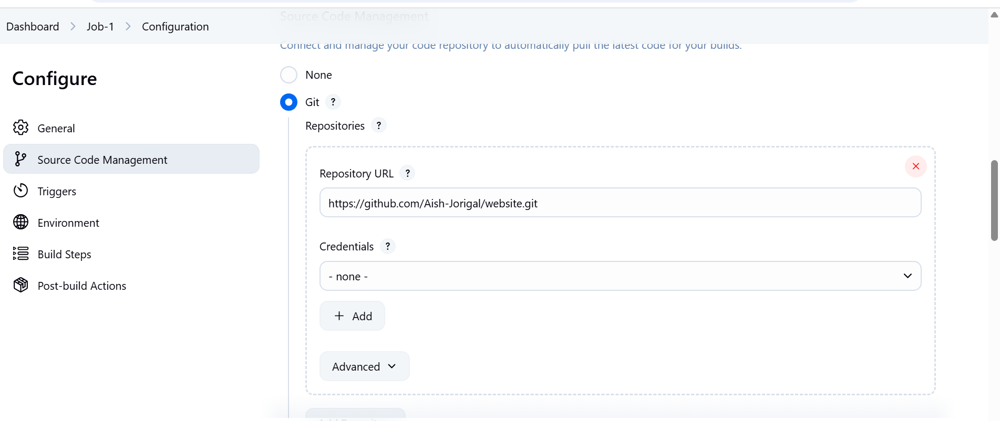 Source Code Management
Dashboard > Job-1 > Configuration
Connect and manage your code repository to automatically pull the latest code for your builds.
Configure
General
Source Code Management
Triggers
Environment
Build Steps
Post-build Actions
None
Git ?
Repositories ?
Repository URL ?
https://github.com/Aish-Jorigal/website.git
Credentials ?
- none -
+ Add
Advanced